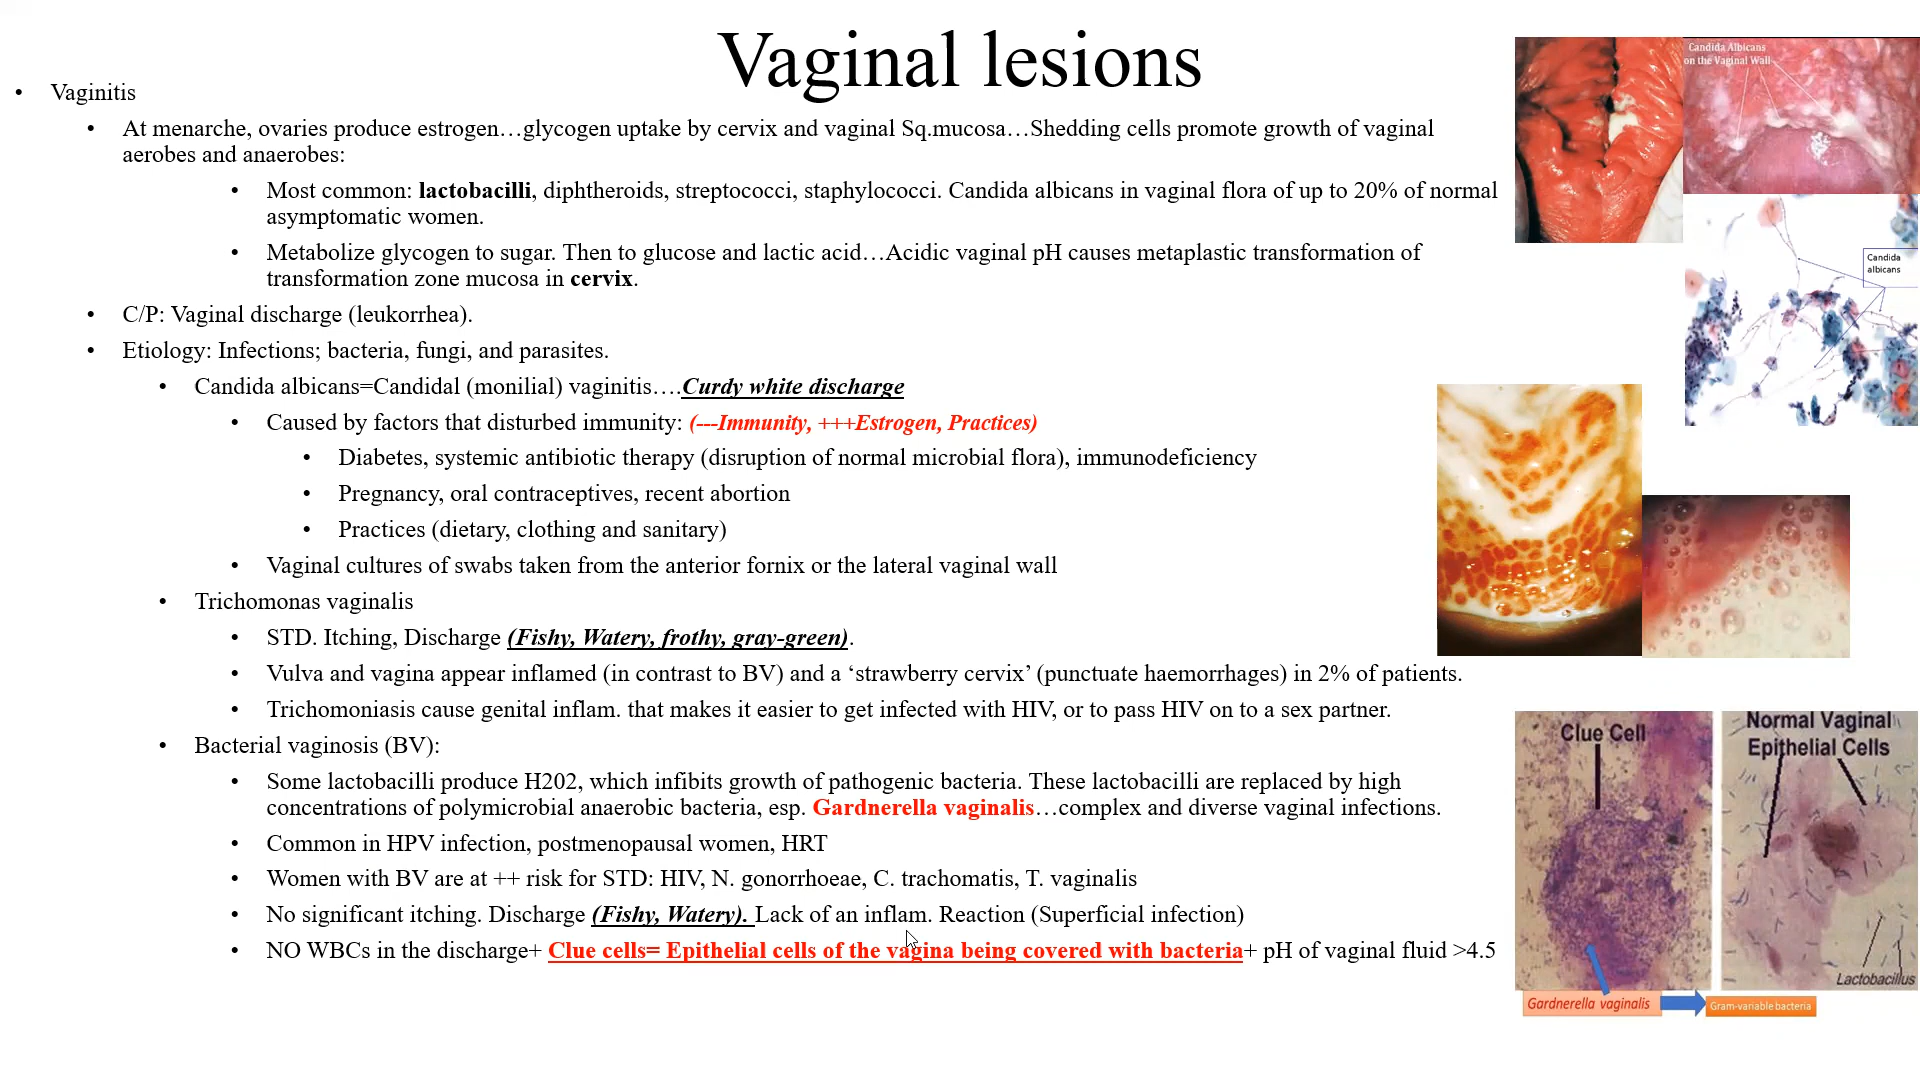 Vaginal lesions
• Vaginitis
• At menarche, ovaries produce estrogen…glycogen uptake by cervix and vaginal Sq.mucosa…Shedding cells promote growth of vaginal
aerobes and anaerobes:
• Most common: lactobacilli, diphtheroids, streptococci, staphylococci. Candida albicans in vaginal flora of up to 20% of normal
asymptomatic women.
• Metabolize glycogen to sugar. Then to glucose and lactic acid…Acidic vaginal pH causes metaplastic transformation of
transformation zone mucosa in cervix.
• C/P: Vaginal discharge (leukorrhea).
• Etiology: Infections; bacteria, fungi, and parasites.
• Candida albicans=Candidal (monilial) vaginitis….Curdy white discharge
• Caused by factors that disturbed immunity: (---Immunity, +++Estrogen, Practices)
• Diabetes, systemic antibiotic therapy (disruption of normal microbial flora), immunodeficiency
• Pregnancy, oral contraceptives, recent abortion
• Practices (dietary, clothing and sanitary)
• Vaginal cultures of swabs taken from the anterior fornix or the lateral vaginal wall
• Trichomonas vaginalis
• STD. Itching, Discharge (Fishy, Watery, frothy, gray-green).
• Vulva and vagina appear inflamed (in contrast to BV) and a ‘strawberry cervix’ (punctuate haemorrhages) in 2% of patients.
• Trichomoniasis cause genital inflam. that makes it easier to get infected with HIV, or to pass HIV on to a sex partner.
• Bacterial vaginosis (BV):
• Some lactobacilli produce H202, which infibits growth of pathogenic bacteria. These lactobacilli are replaced by high
concentrations of polymicrobial anaerobic bacteria, esp. Gardnerella vaginalis…complex and diverse vaginal infections.
• Common in HPV infection, postmenopausal women, HRT
• Women with BV are at ++ risk for STD: HIV, N. gonorrhoeae, C. trachomatis, T. vaginalis
• No significant itching. Discharge (Fishy, Watery). Lack of an inflam. Reaction (Superficial infection)
• NO WBCs in the discharge+ Clue cells= Epithelial cells of the vagina being covered with bacteria+ pH of vaginal fluid >4.5
Candida Albicans
on the Vaginal Wall
Candida
albicans
Clue Cell
Normal Vaginal
Epithelial Cells
Lactobacillus
Gardnerella vaginalis
Gram-variable bacteria